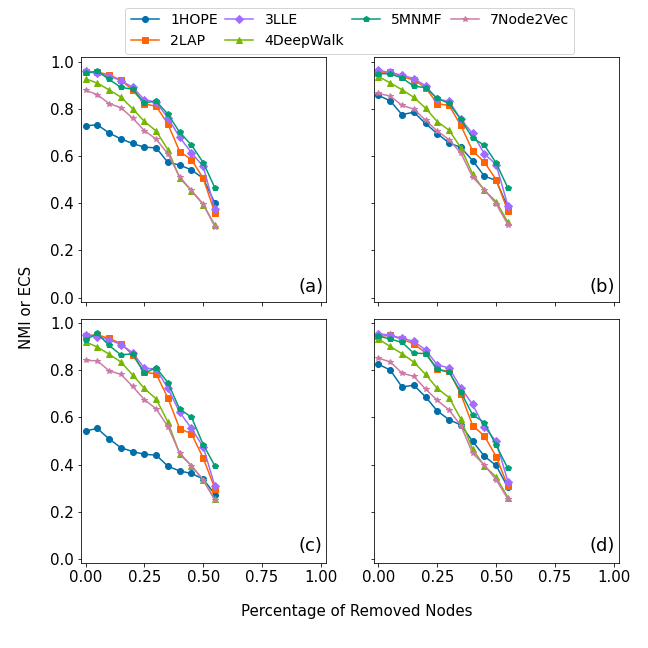 1HOPE 3LLE 5MNMF 7Node2Vec
2LAP 4DeepWalk
1.0
0.8
0.6
0.4
0.2
0.0
(a) (b)
NMI or ECS
1.0
0.8
0.6
0.4
0.2
0.0
(c) (d)
0.00 0.25 0.50 0.75 1.00 0.00 0.25 0.50 0.75 1.00
Percentage of Removed Nodes